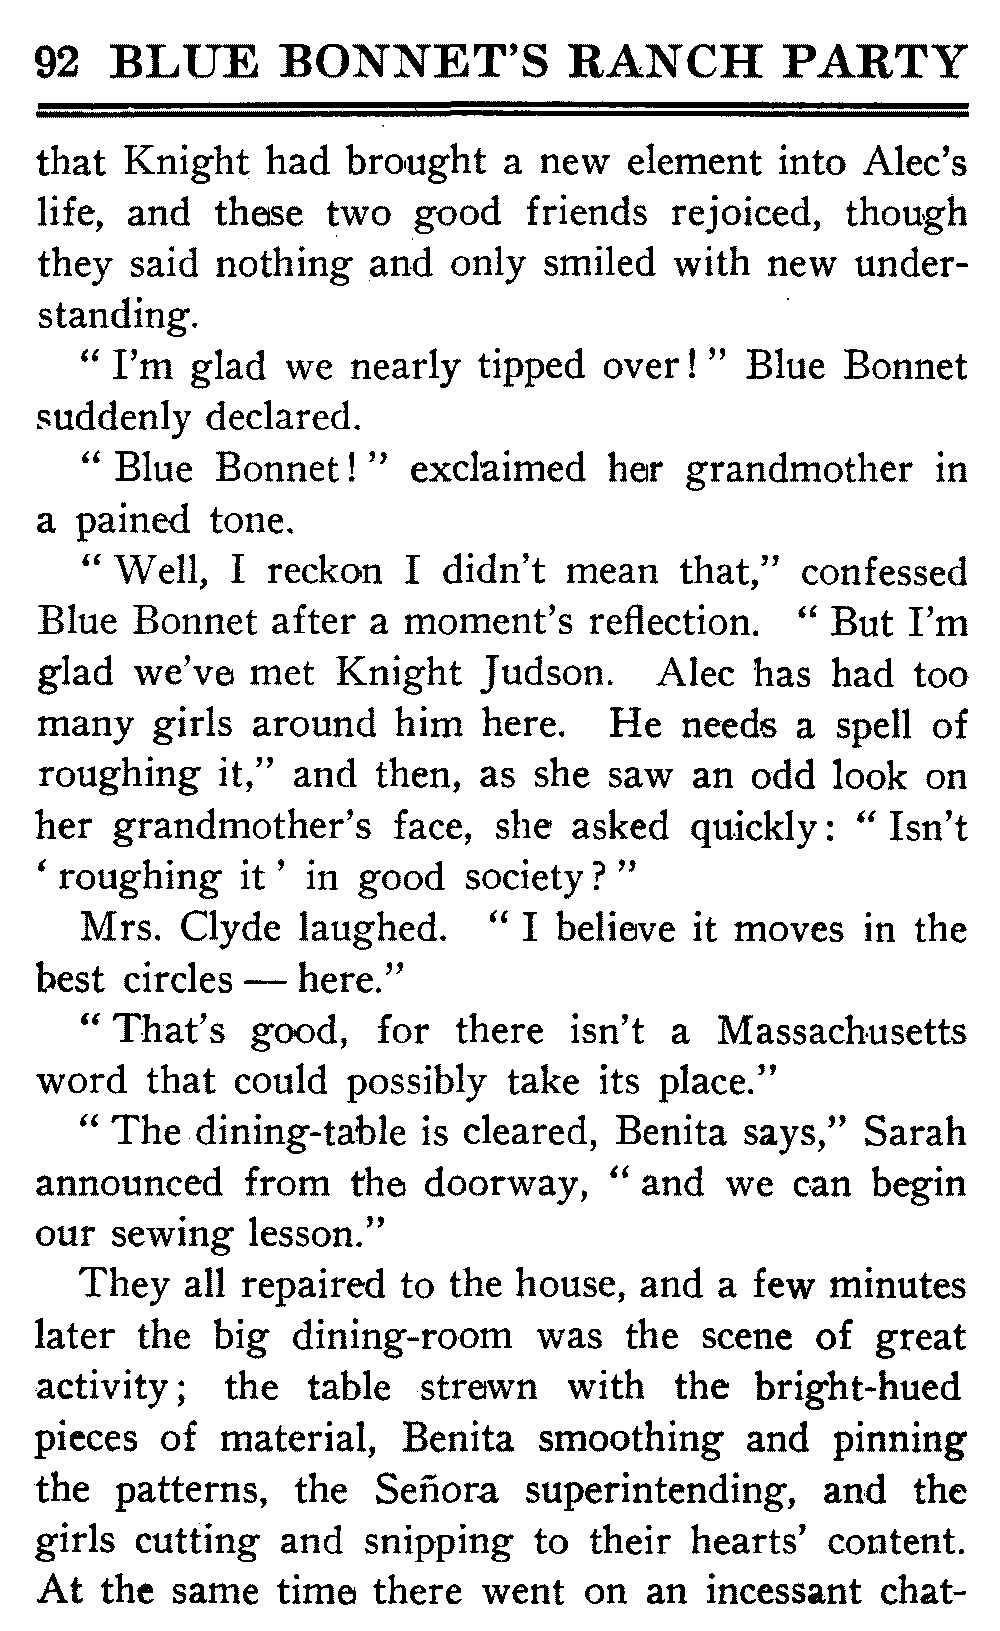 92 BLUE BONNET'S RANCH PARTY
that Knight had brought a new element into Alec's
life, and these two good friends rejoiced, though
they said nothing and only smiled with new under-
standing.
" I'm glad we nearly tipped over! " Blue Bonnet
suddenly declared.
" Blue Bonnet! " exclaimed her grandmother in
a pained tone.
" Well, I reckon I didn't mean that," confessed
Blue Bonnet after a moment's reflection. " But I'm
glad we've met Knight Judson. Alec has had too
many girls around him here. He needs a spell of
roughing it," and then, as she saw an odd look on
her grandmother's face, she asked quickly: " Isn't
' roughing it ' in good society? "
Mrs. Clyde laughed. " I believe it moves in the
best circles — here."
" That's good, for there isn't a Massachusetts
word that could possibly take its place."
" The dining-table is cleared, Benita says," Sarah
announced from the doorway, " and we can begin
our sewing lesson."
They all repaired to the house, and a few minutes
later the big dining-room was the scene of great
activity; the table strewn with the bright-hued
pieces of material, Benita smoothing and pinning
the patterns, the Señora superintending, and the
girls cutting and snipping to their hearts' content.
At the same time there went on an incessant chat-